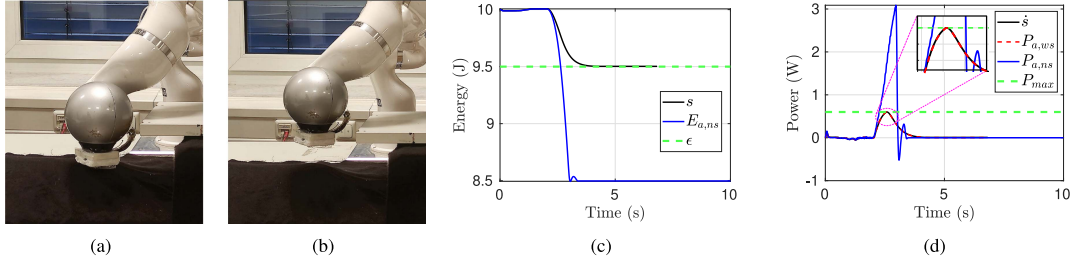 10
9.5
9
8.5
Energy (J)
s
E_{a,ns}
ϵ
0
5
10
Time (s)
3
2
1
0
-1
Power (W)
ṡ
P_{a,ws}
P_{a,ns}
P_{max}
0
5
10
Time (s)
(a)
(b)
(c)
(d)